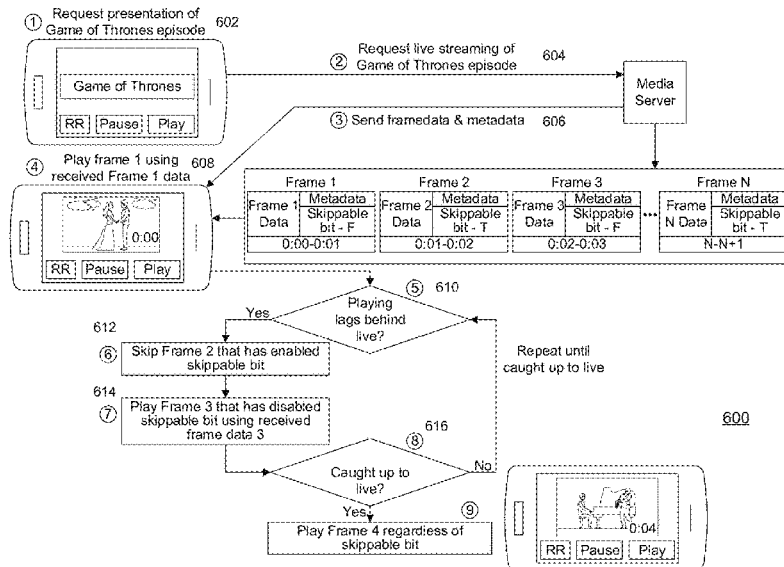 ① Request presentation of
Game of Thrones episode 602
Game of Thrones
RR Pause Play
② Request live streaming of
Game of Thrones episode 604
Media
Server
③ Send framedata & metadata 606
④ Play frame 1 using
received Frame 1 data 608
0:00
RR Pause Play
Frame 1
Frame 1
Data
Metadata
Skippable
bit - F
0:00-0:01
Frame 2
Frame 2
Data
Metadata
Skippable
bit - T
0:01-0:02
Frame 3
Frame 3
Data
Metadata
Skippable
bit - F
0:02-0:03
•••
Frame N
Frame
N Data
Metadata
Skippable
bit - T
N-N+1
⑤ 610
Playing
lags behind
live?
Yes
612
⑥ Skip Frame 2 that has enabled
skippable bit
Repeat until
caught up to live
614
⑦ Play Frame 3 that has disabled
skippable bit using received
frame data 3
616
⑧
Caught up to
live?
No
Yes
⑨
Play Frame 4 regardless of
skippable bit
600
0:04
RR Pause Play